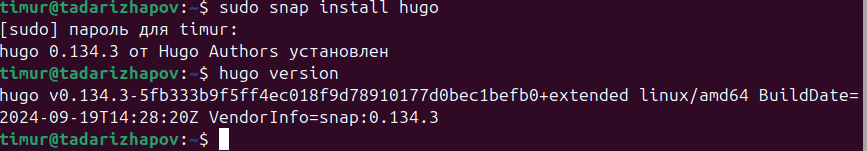 timur@tadarizhapov:~$ sudo snap install hugo
[sudo] пароль для timur:
hugo 0.134.3 от Hugo Authors установлен
timur@tadarizhapov:~$ hugo version
hugo v0.134.3-5fb333b9f5ff4ec018f9d78910177d0bec1befb0+extended linux/amd64 BuildDate=
2024-09-19T14:28:20Z VendorInfo=snap:0.134.3
timur@tadarizhapov:~$